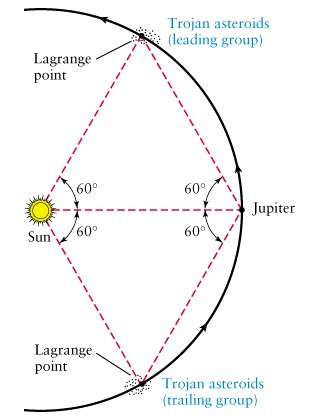 Trojan asteroids
(leading group)
Lagrange
point
60°
60°
Jupiter
Sun
60°
60°
Lagrange
point
Trojan asteroids
(trailing group)